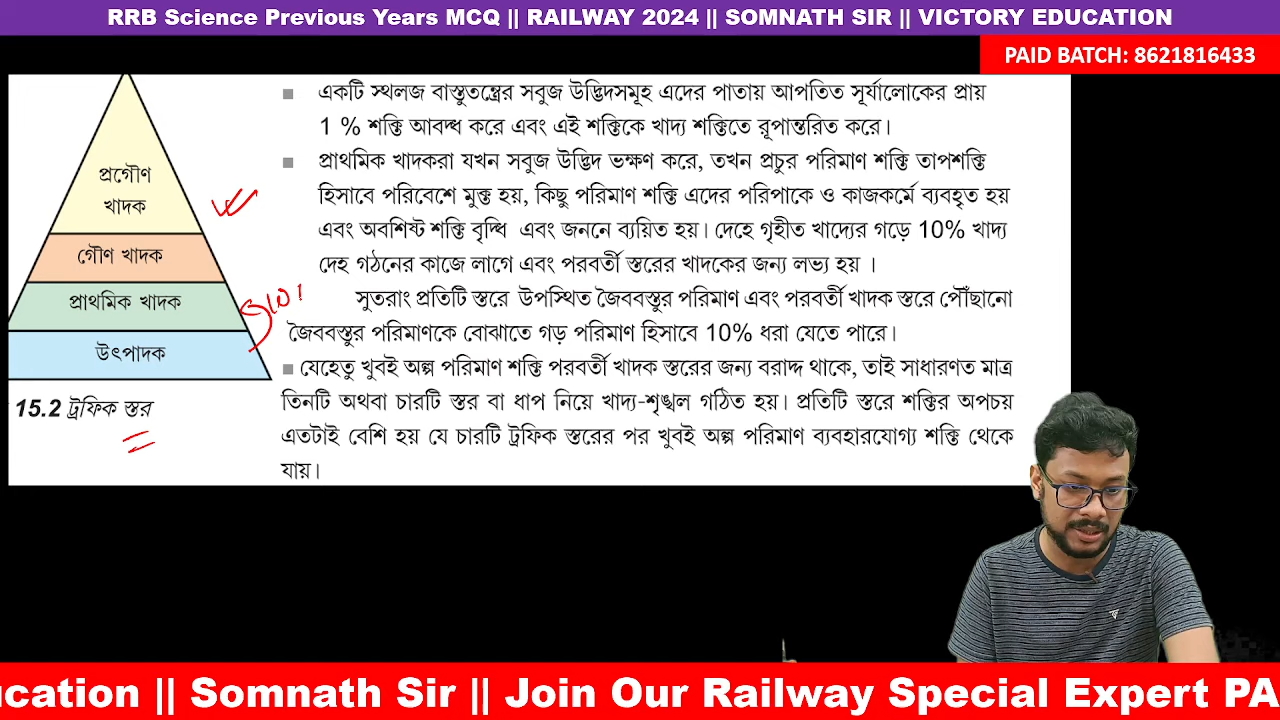 RRB Science Previous Years MCQ || RAILWAY 2024 || SOMNATH SIR || VICTORY EDUCATION
PAID BATCH: 8621816433
প্রগৌণ
খাদক
গৌণ খাদক
প্রাথমিক খাদক
উৎপাদক
15.2 ট্রফিক স্তর
একটি স্থলজ বাস্তুতন্ত্রের সবুজ উদ্ভিদসমূহ এদের পাতায় আপতিত সূর্যালোকের প্রায়
1 % শক্তি আবদ্ধ করে এবং এই শক্তিকে খাদ্য শক্তিতে রূপান্তরিত করে।
প্রাথমিক খাদকরা যখন সবুজ উদ্ভিদ ভক্ষণ করে, তখন প্রচুর পরিমাণ শক্তি তাপশক্তি
হিসাবে পরিবেশে মুক্ত হয়, কিছু পরিমাণ শক্তি এদের পরিপাকে ও কাজকর্মে ব্যবহৃত হয়
এবং অবশিষ্ট শক্তি বৃদ্ধি এবং জননে ব্যয়িত হয়। দেহে গৃহীত খাদ্যের গড়ে 10% খাদ্য
দেহ গঠনের কাজে লাগে এবং পরবর্তী স্তরের খাদকের জন্য লভ্য হয় ।
সুতরাং প্রতিটি স্তরে উপস্থিত জৈববস্তুর পরিমাণ এবং পরবর্তী খাদক স্তরে পৌঁছানো
জৈববস্তুর পরিমাণকে বোঝাতে গড় পরিমাণ হিসাবে 10% ধরা যেতে পারে।
যেহেতু খুবই অল্প পরিমাণ শক্তি পরবর্তী খাদক স্তরের জন্য বরাদ্দ থাকে, তাই সাধারণত মাত্র
তিনটি অথবা চারটি স্তর বা ধাপ নিয়ে খাদ্য-শৃঙ্খল গঠিত হয়। প্রতিটি স্তরে শক্তির অপচয়
এতটাই বেশি হয় যে চারটি ট্রফিক স্তরের পর খুবই অল্প পরিমাণ ব্যবহারযোগ্য শক্তি থেকে
যায়।
ucation || Somnath Sir || Join Our Railway Special Expert PA